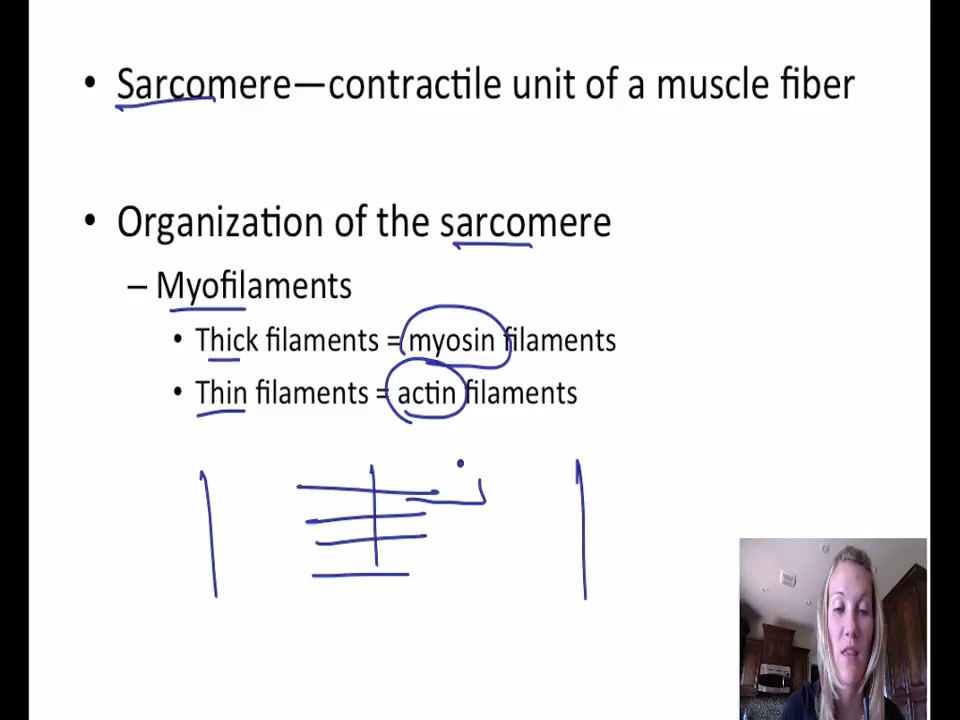 • Sarcomere—contractile unit of a muscle fiber
• Organization of the sarcomere
– Myofilaments
• Thick filaments = myosin filaments
• Thin filaments = actin filaments